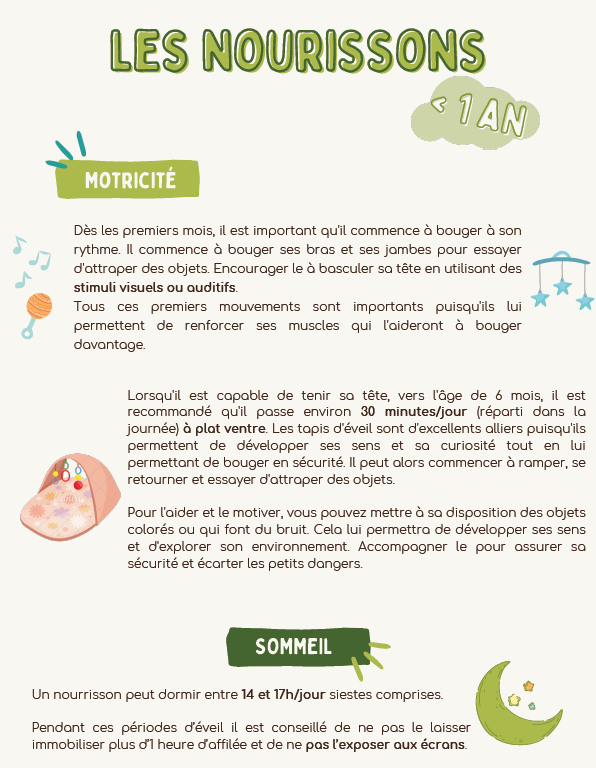 LES NOURISSONS
< 1 AN
MOTRICITÉ
Dès les premiers mois, il est important qu'il commence à bouger à son
rythme. Il commence à bouger ses bras et ses jambes pour essayer
d'attraper des objets. Encourager le à basculer sa tête en utilisant des
stimuli visuels ou auditifs.
Tous ces premiers mouvements sont importants puisqu'ils lui
permettent de renforcer ses muscles qui l'aideront à bouger
davantage.
Lorsqu'il est capable de tenir sa tête, vers l'âge de 6 mois, il est
recommandé qu'il passe environ 30 minutes/jour (réparti dans la
journée) à plat ventre. Les tapis d'éveil sont d'excellents alliers puisqu'ils
permettent de développer ses sens et sa curiosité tout en lui
permettant de bouger en sécurité. Il peut alors commencer à ramper, se
retourner et essayer d'attraper des objets.
Pour l'aider et le motiver, vous pouvez mettre à sa disposition des objets
colorés ou qui font du bruit. Cela lui permettra de développer ses sens
et d'explorer son environnement. Accompagner le pour assurer sa
sécurité et écarter les petits dangers.
SOMMEIL
Un nourrisson peut dormir entre 14 et 17h/jour siestes comprises.
Pendant ces périodes d'éveil il est conseillé de ne pas le laisser
immobiliser plus d'1 heure d'affilée et de ne pas l'exposer aux écrans.